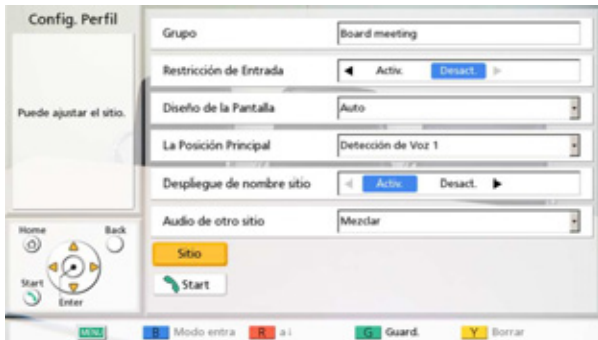 Config. Perfil
Puede ajustar el sitio.
Grupo
Board meeting
Restricción de Entrada
Activ. Desact.
Diseño de la Pantalla
Auto
La Posición Principal
Detección de Voz 1
Despliegue de nombre sitio
Activ. Desact.
Audio de otro sitio
Mezclar
Sitio
Start
Home Back
Start
Enter
MENU B Modo entra R a↓ G Guard. Y Borrar